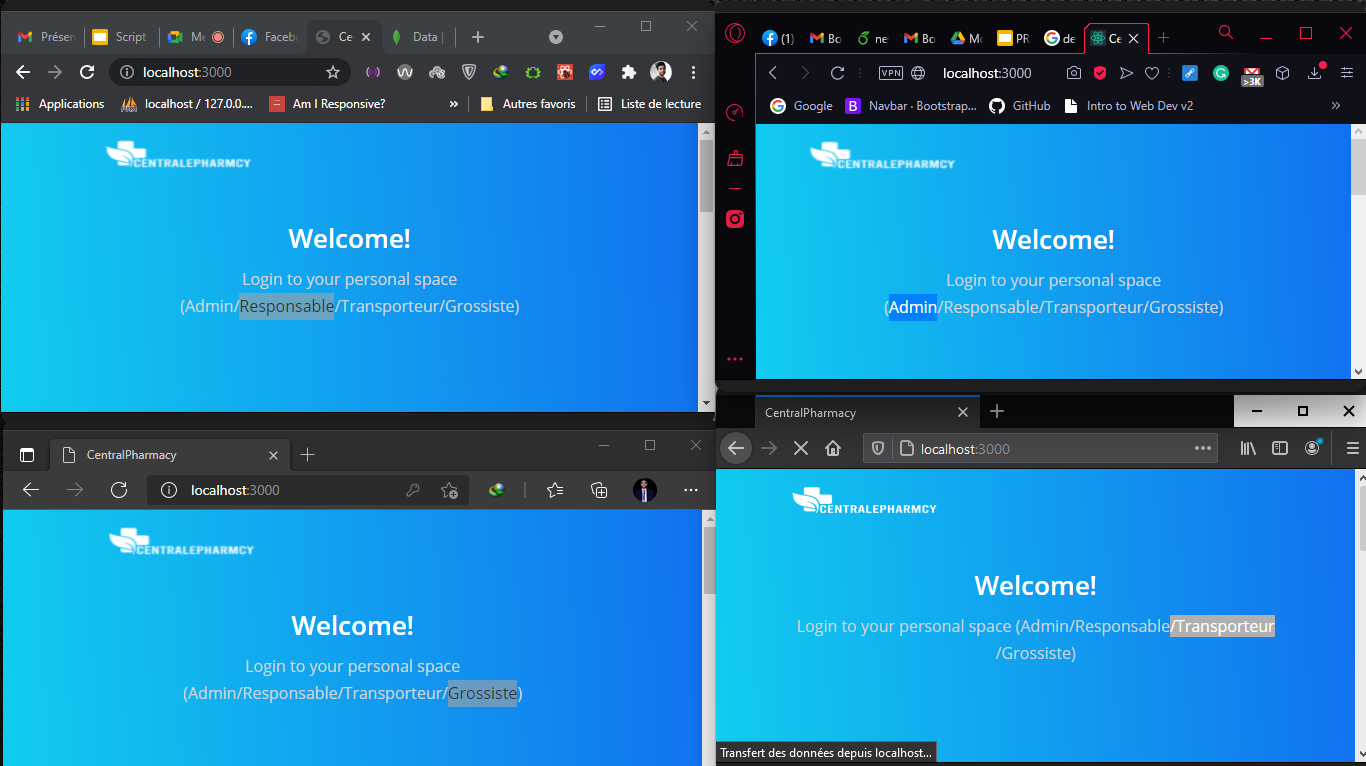 Présen
Script
Me
Facebo
Ce
Data |
localhost:3000
Applications
localhost / 127.0.0....
Am I Responsive?
»
Autres favoris
Liste de lecture
CENTRALEPHARMCY
Welcome!
Login to your personal space
(Admin/Responsable/Transporteur/Grossiste)
(1)
Bo
ne
Bo
Me
PR
de
Ce
VPN
localhost:3000
>3K
Google
Navbar · Bootstrap...
GitHub
Intro to Web Dev v2
»
CENTRALEPHARMCY
Welcome!
Login to your personal space
(Admin/Responsable/Transporteur/Grossiste)
CentralPharmacy
localhost:3000
CENTRALEPHARMCY
Welcome!
Login to your personal space
(Admin/Responsable/Transporteur/Grossiste)
CentralPharmacy
localhost:3000
CENTRALEPHARMCY
Welcome!
Login to your personal space (Admin/Responsable/Transporteur
/Grossiste)
Transfert des données depuis localhost...